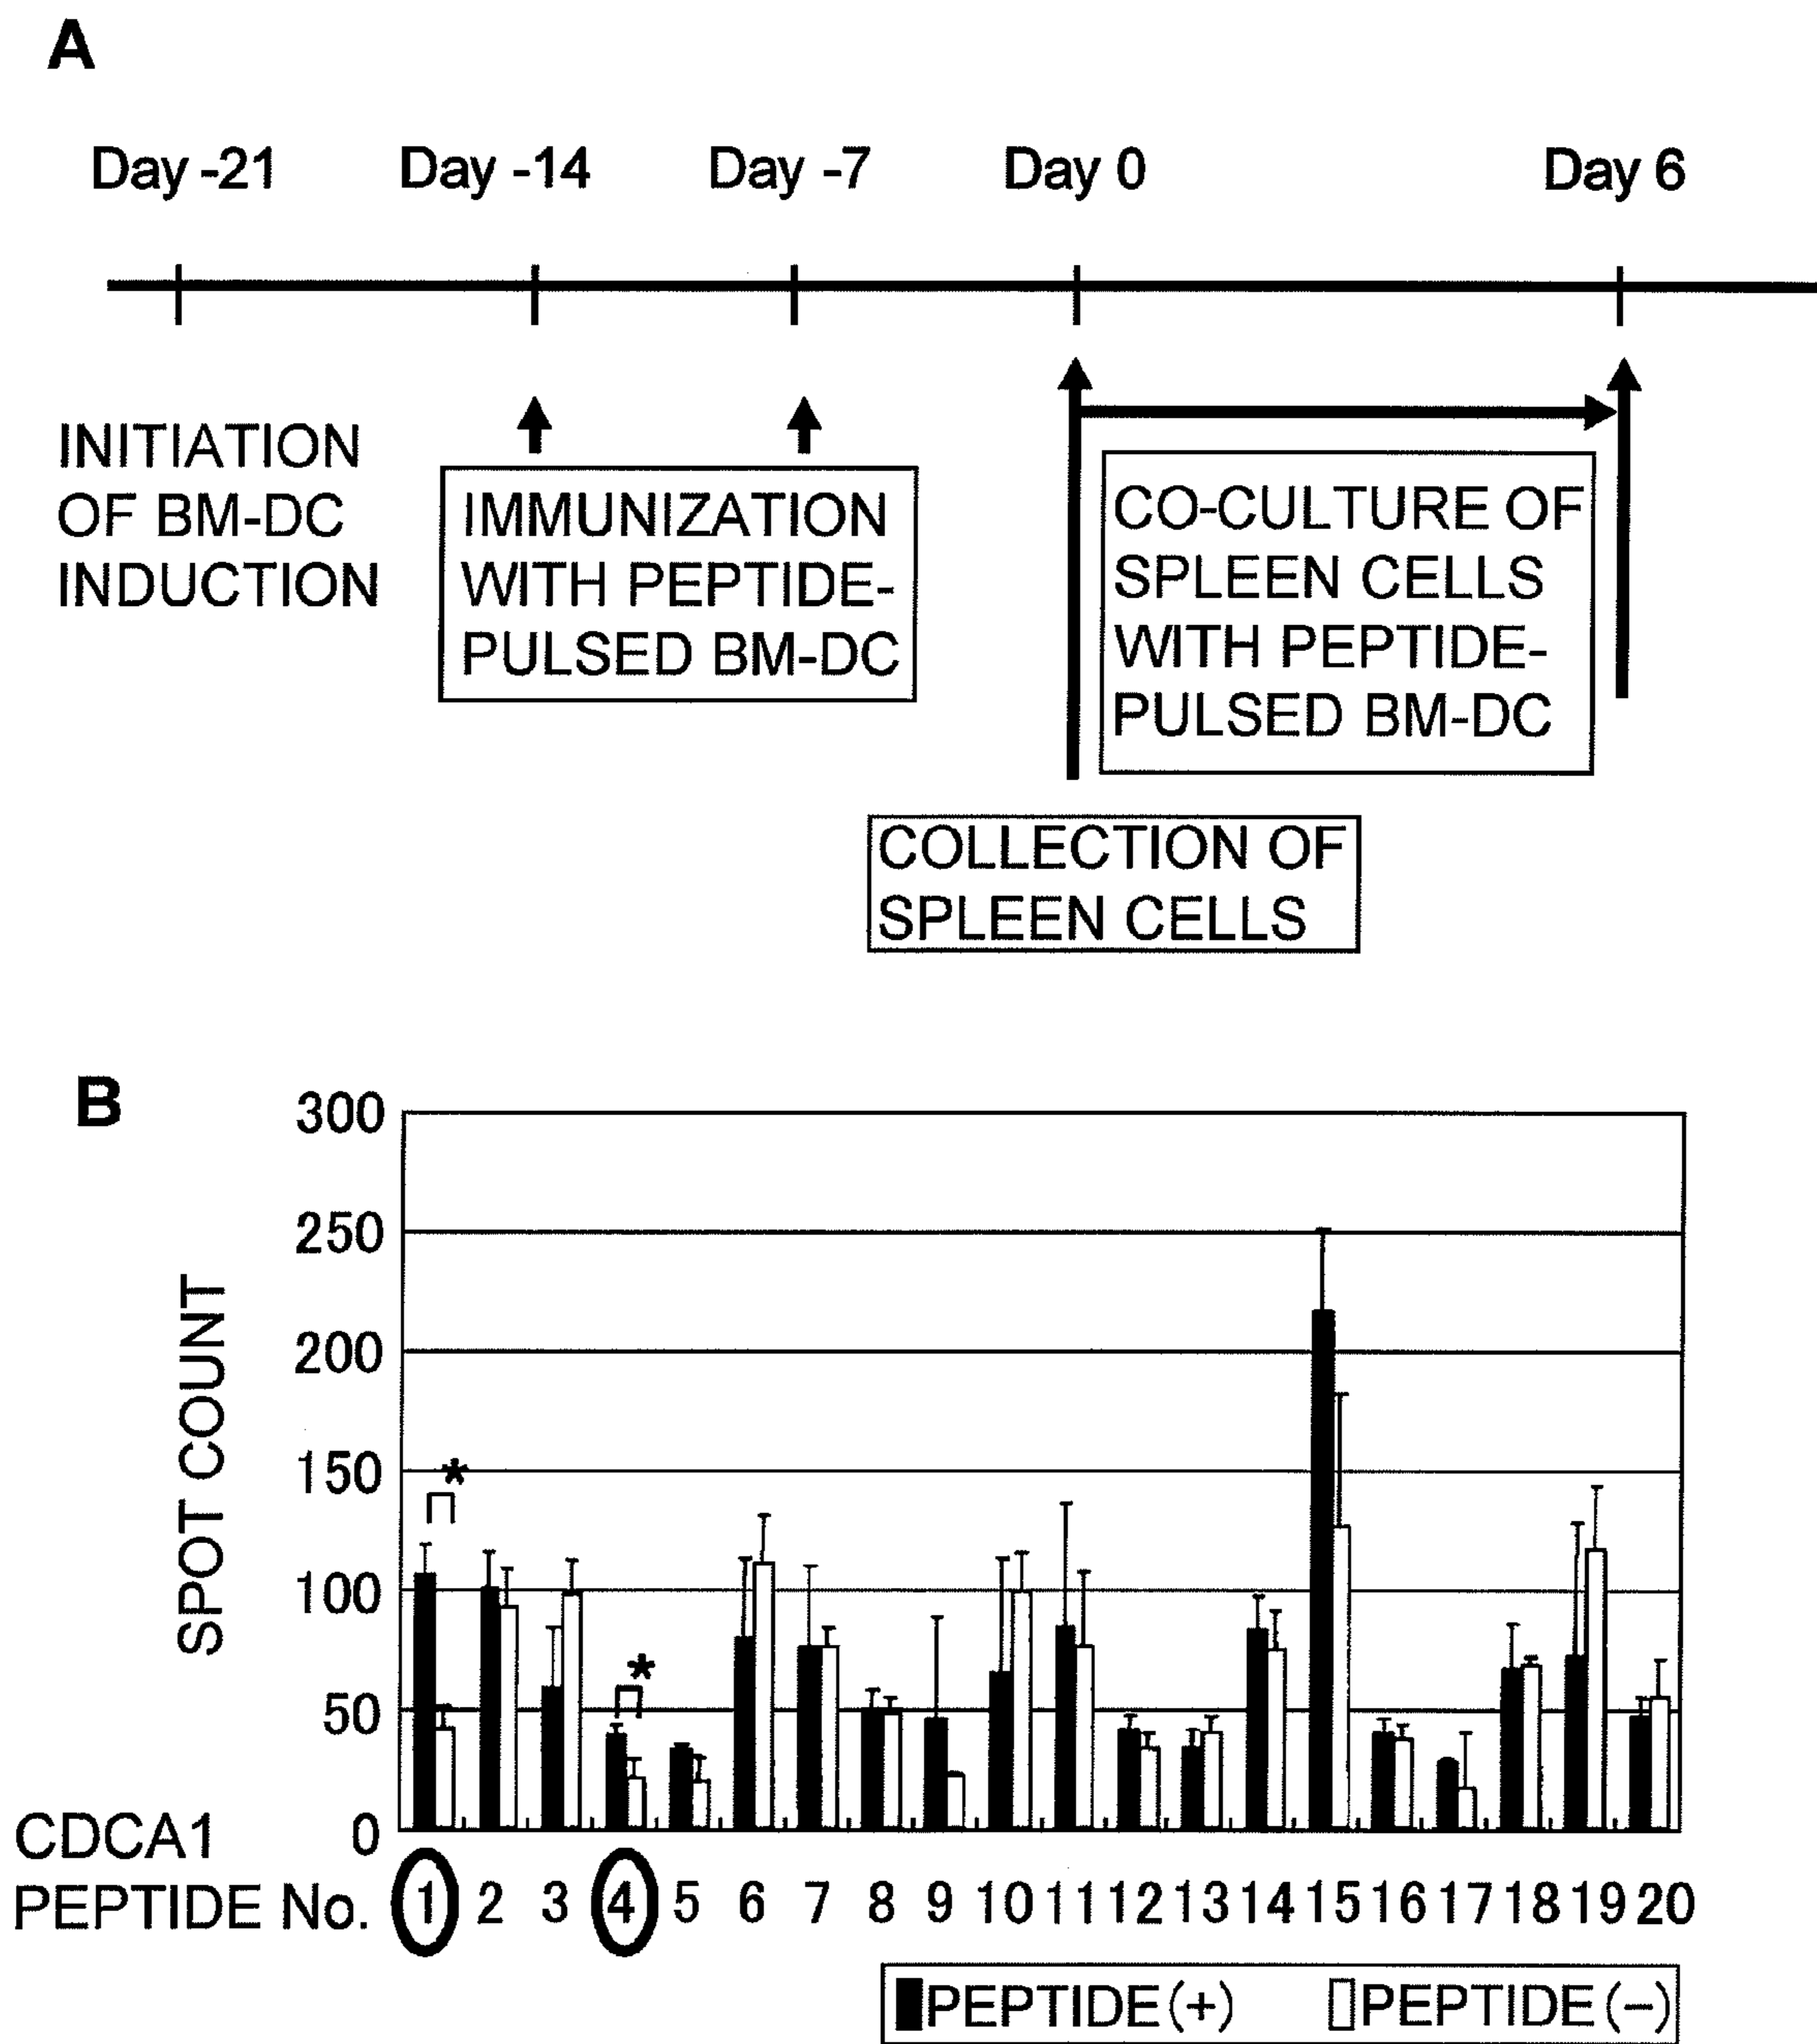 A
Day -21 Day -14 Day -7 Day 0 Day 6
INITIATION
OF BM-DC
INDUCTION
IMMUNIZATION
WITH PEPTIDE-
PULSED BM-DC
CO-CULTURE OF
SPLEEN CELLS
WITH PEPTIDE-
PULSED BM-DC
COLLECTION OF
SPLEEN CELLS
B
SPOT COUNT
300
250
200
150
100
50
0
*
*
CDCA1
PEPTIDE No. 1 2 3 4 5 6 7 8 9 10 11 12 13 14 15 16 17 18 19 20
PEPTIDE(+) PEPTIDE(−)